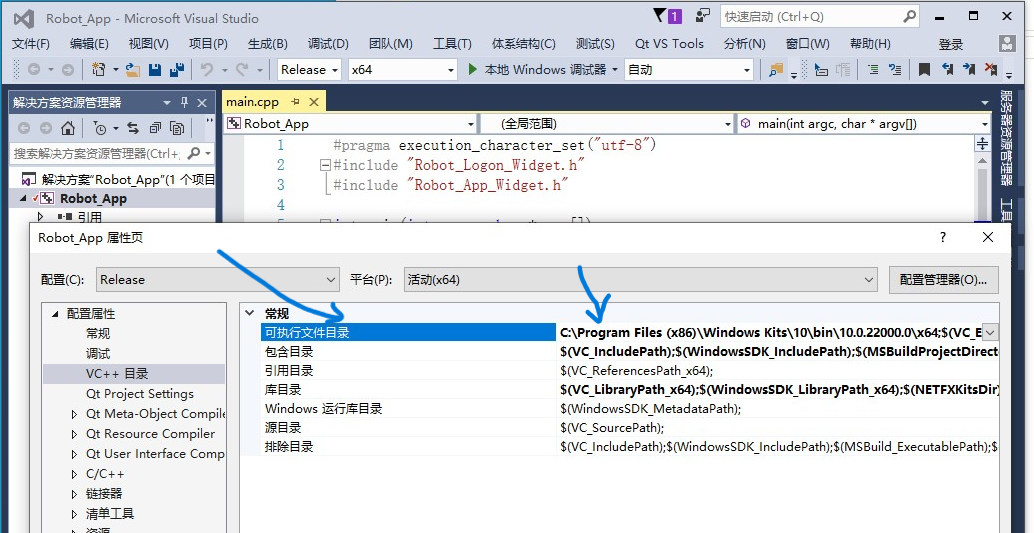 Robot_App - Microsoft Visual Studio
1
快速启动 (Ctrl+Q)
文件(F) 编辑(E) 视图(V) 项目(P) 生成(B) 调试(D) 团队(M) 工具(T) 体系结构(C) 测试(S) Qt VS Tools 分析(N) 窗口(W) 帮助(H) 登录
Release x64 本地 Windows 调试器 自动
解决方案资源管理器
main.cpp
服务器资源管理器
Robot_App (全局范围) main(int argc, char * argv[])
搜索解决方案资源管理器(Ctrl+;
解决方案"Robot_App"(1 个项目
Robot_App
引用
1 #pragma execution_character_set("utf-8")
2 #include "Robot_Logon_Widget.h"
3 #include "Robot_App_Widget.h"
4
Robot_App 属性页
? 
配置(C): Release 平台(P): 活动(x64) 配置管理器(O)...
配置属性
常规
调试
VC++ 目录
Qt Project Settings
Qt Meta-Object Compile
Qt Resource Compiler
Qt User Interface Comp
C/C++
链接器
清单工具
常规
可执行文件目录 C:\Program Files (x86)\Windows Kits\10\bin\10.0.22000.0\x64;$(VC_E
包含目录 $(VC_IncludePath);$(WindowsSDK_IncludePath);$(MSBuildProjectDirect
引用目录 $(VC_ReferencesPath_x64);
库目录 $(VC_LibraryPath_x64);$(WindowsSDK_LibraryPath_x64);$(NETFXKitsDir)
Windows 运行库目录 $(WindowsSDK_MetadataPath);
源目录 $(VC_SourcePath);
排除目录 $(VC_IncludePath);$(WindowsSDK_IncludePath);$(MSBuild_ExecutablePath);$